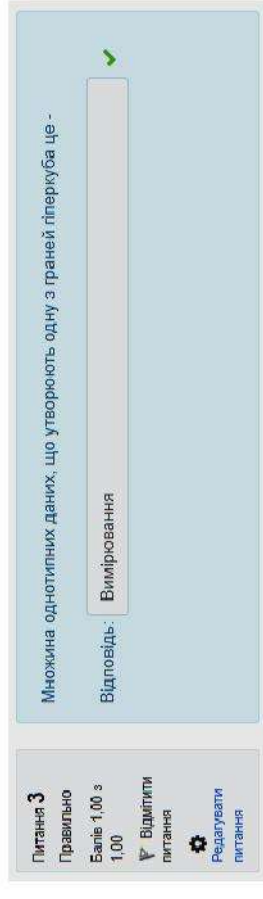 Питання 3
Правильно
Балів 1,00 з
1,00
Відмітити
питання
Редагувати
питання
Множина однотипних даних, що утворюють одну з граней гіперкуба це -
Відповідь: Вимірювання